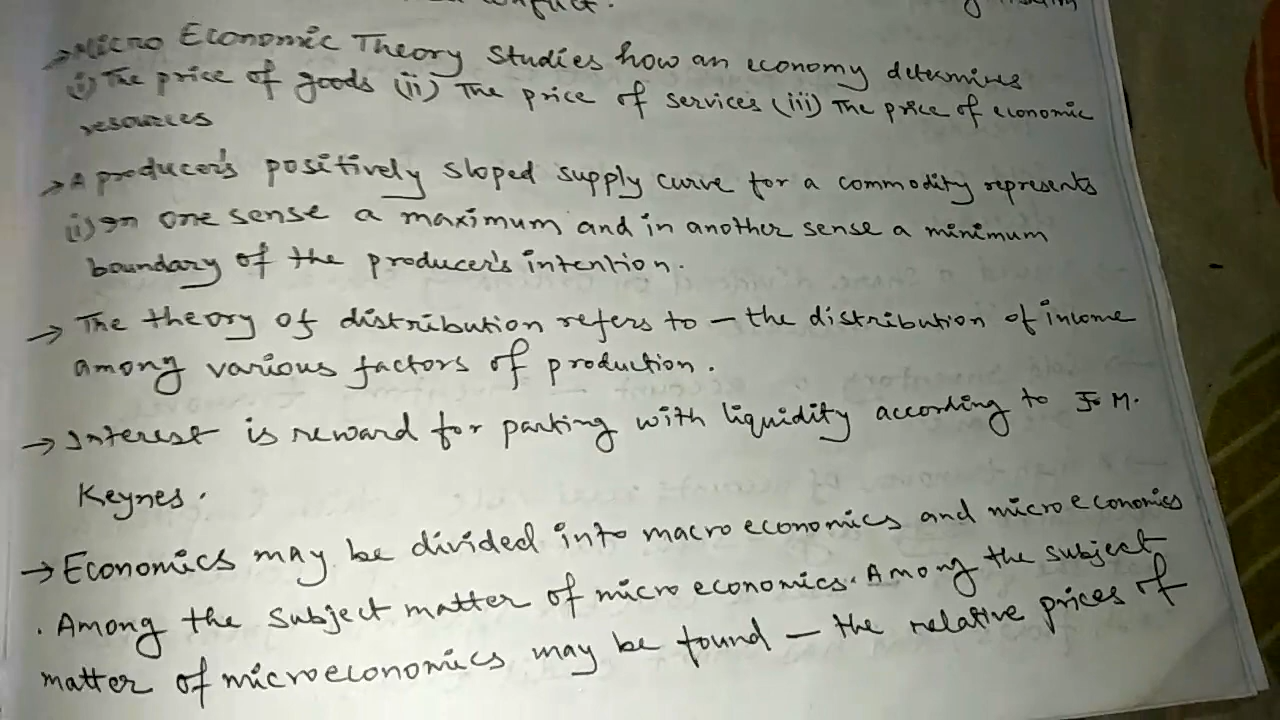 conflict.
→ Micro Economic Theory studies how an economy determines
(i) The price of goods (ii) The price of services (iii) The price of economic
resources
→ A producer's positively sloped supply curve for a commodity represents
(i) In one sense a maximum and in another sense a minimum
boundary of the producer's intention.
→ The theory of distribution refers to — the distribution of income
among various factors of production.
→ Interest is reward for parting with liquidity according to J. M.
Keynes.
→ Economics may be divided into macro economics and micro economics
. Among the subject matter of micro economics. Among the subject
matter of microeconomics may be found — the relative prices of